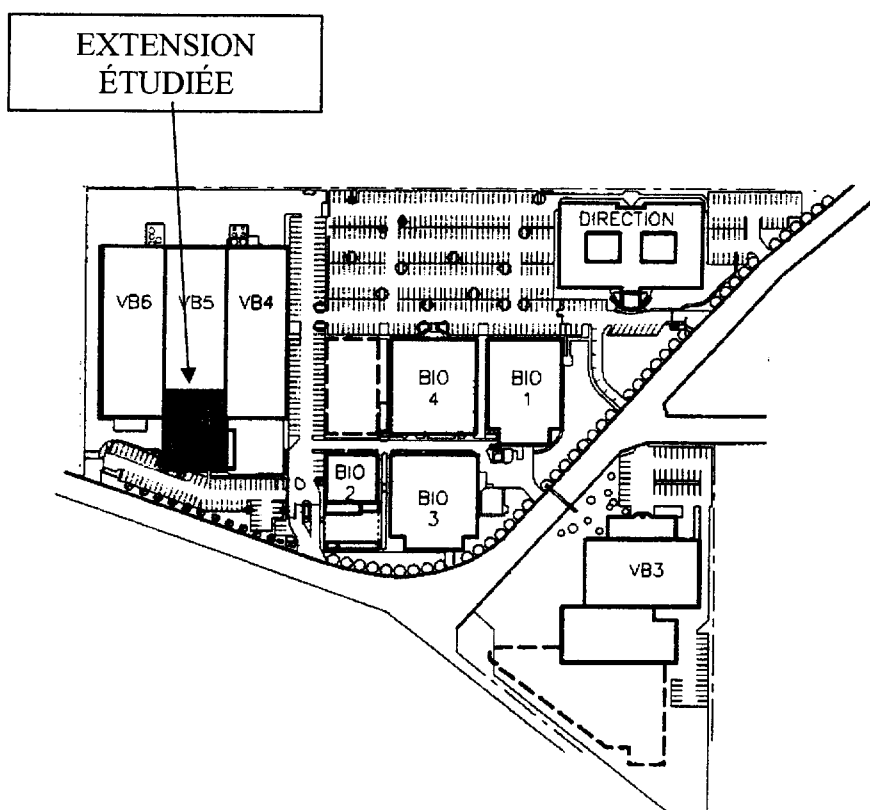 EXTENSION
ÉTUDIÉE
DIRECTION
VB6
VB5
VB4
BIO
4
BIO
1
BIO
2
BIO
3
VB3